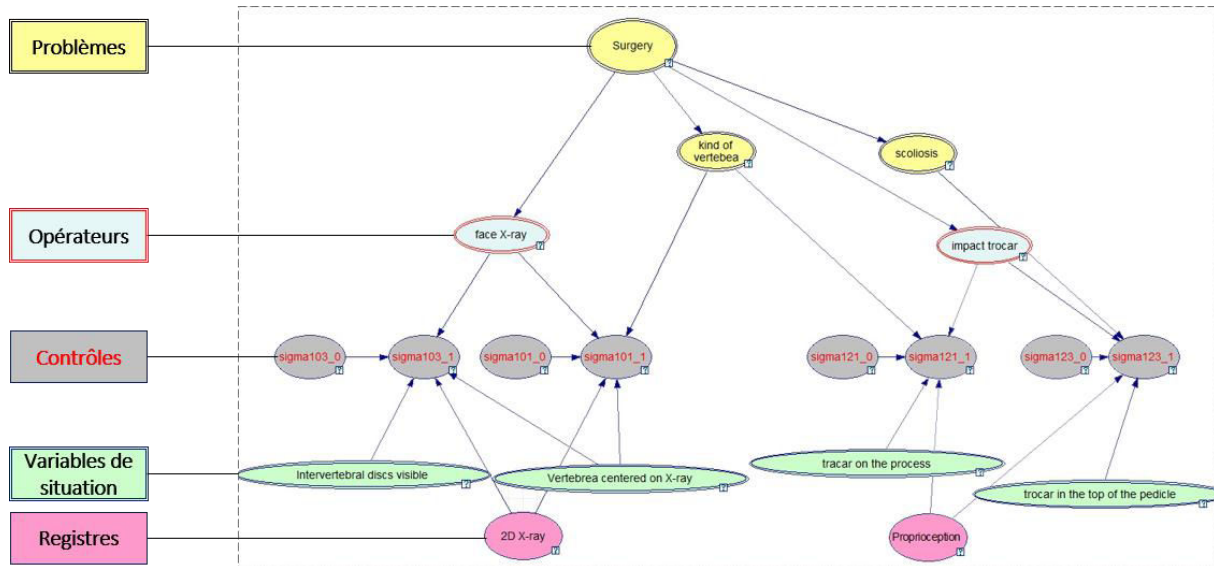 Problèmes
Surgery
kind of
vertebea
scoliosis
Opérateurs
face X-ray
impact trocar
Contrôles
sigma103_0
sigma103_1
sigma101_0
sigma101_1
sigma121_0
sigma121_1
sigma123_0
sigma123_1
Variables de
situation
Intervertebral discs visible
Vertebrea centered on X-ray
tracar on the process
trocar in the top of the pedicle
Registres
2D X-ray
Proprioception